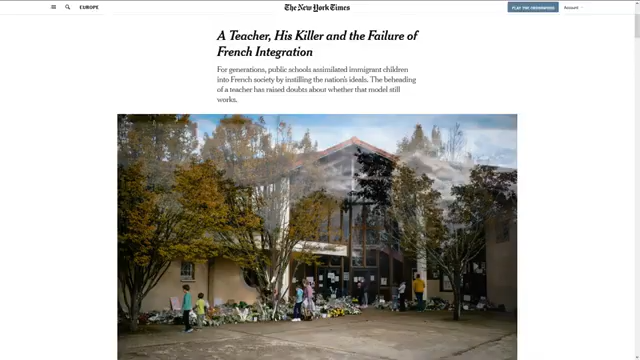 EUROPE
The New York Times
PLAY THE CROSSWORD
Account
A Teacher, His Killer and the Failure of
French Integration
For generations, public schools assimilated immigrant children
into French society by instilling the nation's ideals. The beheading
of a teacher has raised doubts about whether that model still
works.